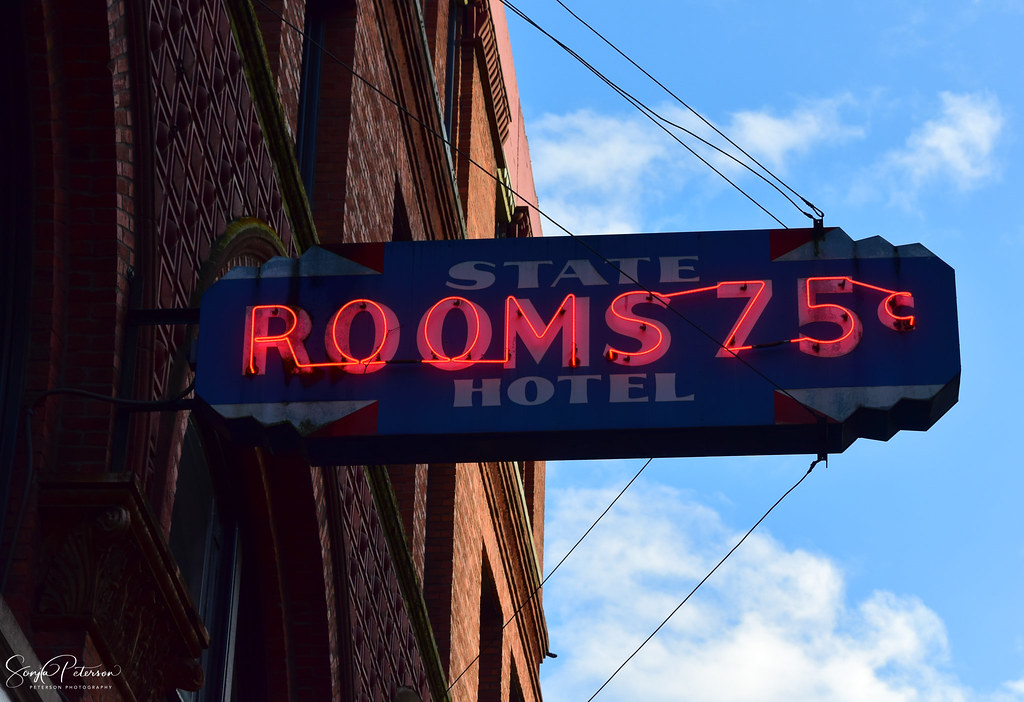 STATE
ROOMS 75¢
HOTEL
Sonja Peterson
PETERSON PHOTOGRAPHY